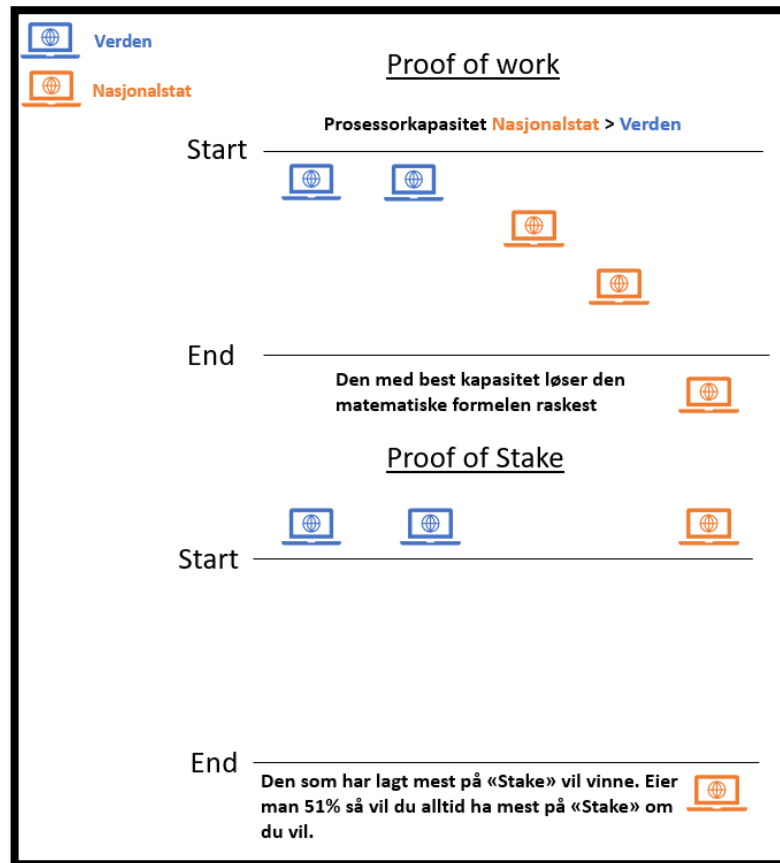 Verden
Nasjonalstat
Proof of work
Prosessorkapasitet Nasjonalstat > Verden
Start
End
Den med best kapasitet løser den
matematiske formelen raskest
Proof of Stake
Start
End
Den som har lagt mest på «Stake» vil vinne. Eier
man 51% så vil du alltid ha mest på «Stake» om
du vil.